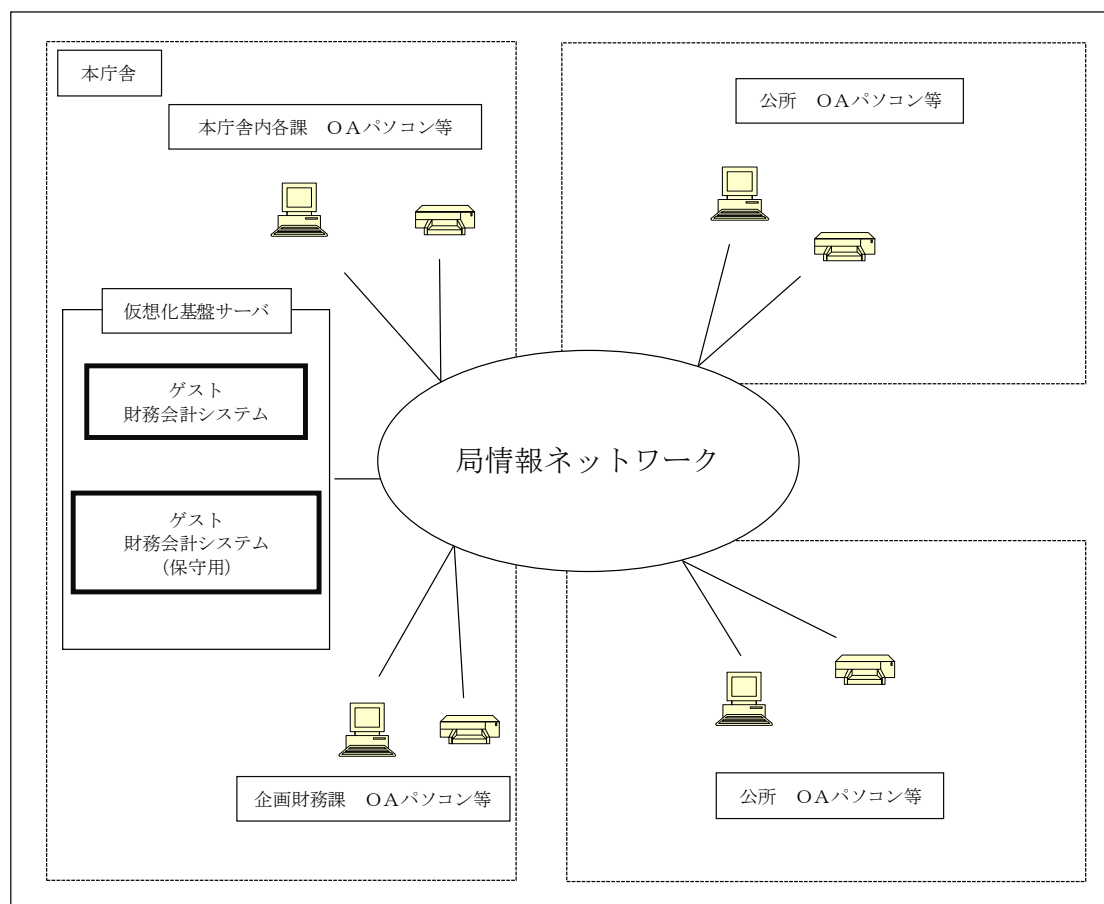 本庁舎
本庁舎内各課　ＯＡパソコン等
公所　ＯＡパソコン等
仮想化基盤サーバ
ゲスト
財務会計システム
局情報ネットワーク
ゲスト
財務会計システム
（保守用）
企画財務課　ＯＡパソコン等
公所　ＯＡパソコン等